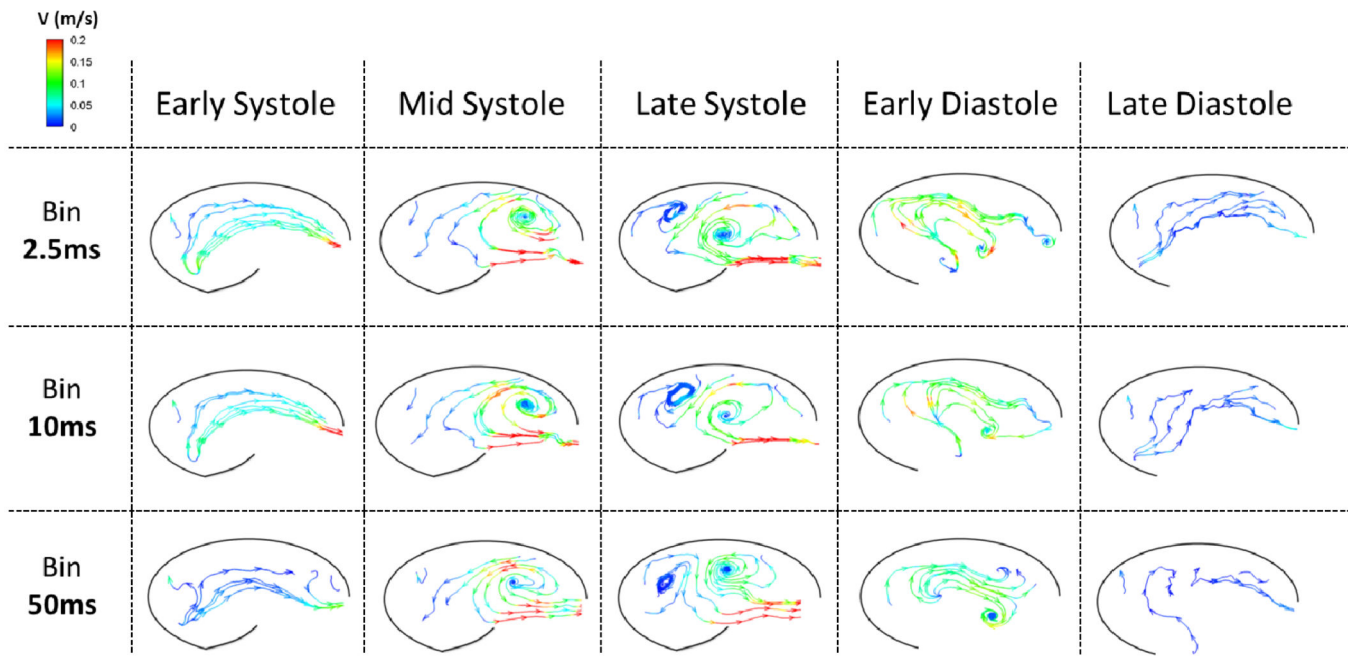 V (m/s)
0.2
0.15
0.1
0.05
0
Early Systole
Mid Systole
Late Systole
Early Diastole
Late Diastole
Bin
2.5ms
Bin
10ms
Bin
50ms